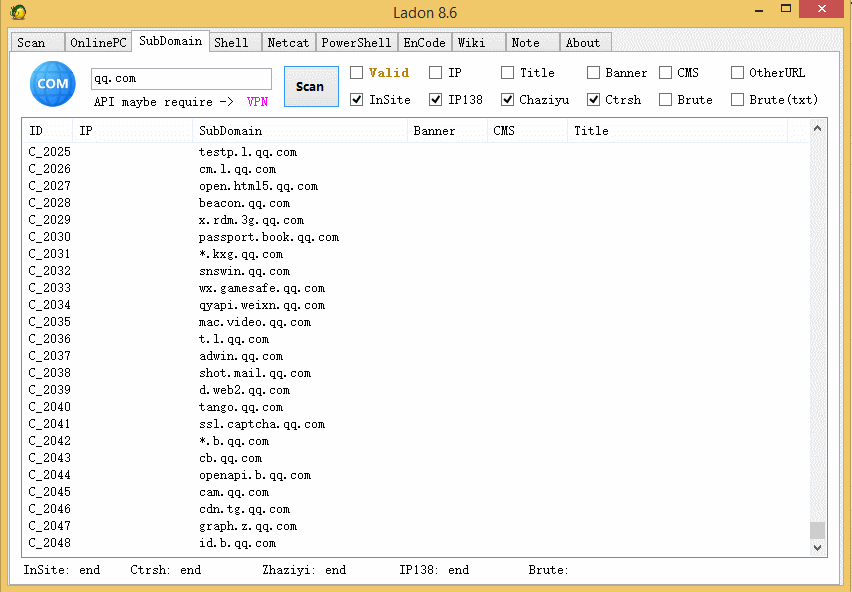 Ladon 8.6
Scan OnlinePC SubDomain Shell Netcat PowerShell EnCode Wiki Note About
COM qq.com Scan Valid IP Title Banner CMS OtherURL
API maybe require -> VPN InSite IP138 Chaziyu Ctrsh Brute Brute(txt)
ID IP SubDomain Banner CMS Title
C_2025 testp.l.qq.com
C_2026 cm.l.qq.com
C_2027 open.html5.qq.com
C_2028 beacon.qq.com
C_2029 x.rdm.3g.qq.com
C_2030 passport.book.qq.com
C_2031 *.kxg.qq.com
C_2032 snswin.qq.com
C_2033 wx.gamesafe.qq.com
C_2034 qyapi.weixn.qq.com
C_2035 mac.video.qq.com
C_2036 t.l.qq.com
C_2037 adwin.qq.com
C_2038 shot.mail.qq.com
C_2039 d.web2.qq.com
C_2040 tango.qq.com
C_2041 ssl.captcha.qq.com
C_2042 *.b.qq.com
C_2043 cb.qq.com
C_2044 openapi.b.qq.com
C_2045 cam.qq.com
C_2046 cdn.tg.qq.com
C_2047 graph.z.qq.com
C_2048 id.b.qq.com
InSite: end Ctrsh: end Zhaziyi: end IP138: end Brute: